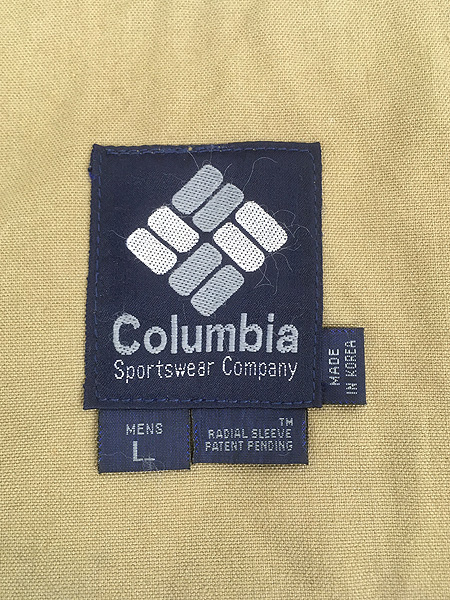 Columbia
Sportswear Company
MADE
IN KOREA
MENS
L
TM
RADIAL SLEEVE
PATENT PENDING